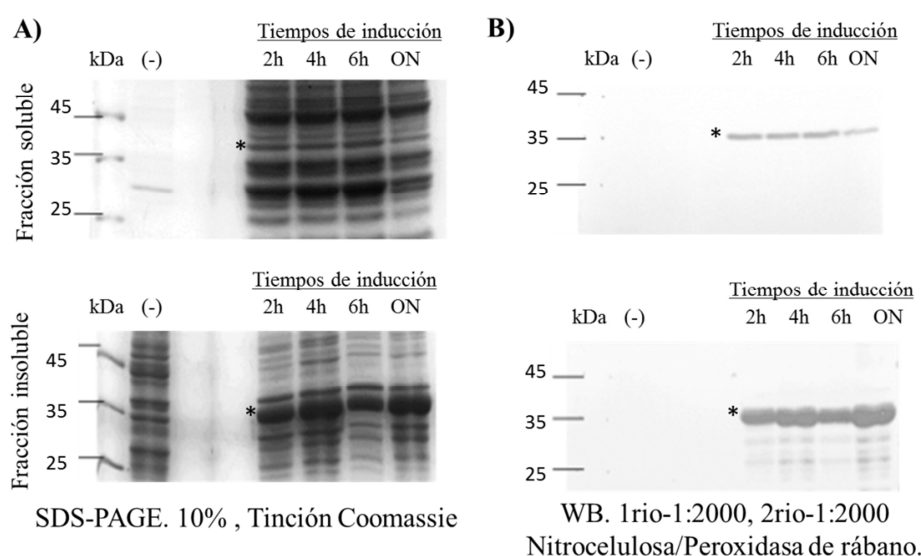 A)
Tiempos de inducción
kDa (-) 2h 4h 6h ON
Fracción soluble
45
*
35
25
Tiempos de inducción
kDa (-) 2h 4h 6h ON
Fracción insoluble
45
35
*
25
SDS-PAGE. 10% , Tinción Coomassie
B)
Tiempos de inducción
kDa (-) 2h 4h 6h ON
45
35 *
25
Tiempos de inducción
kDa (-) 2h 4h 6h ON
45
35 *
25
WB. 1rio-1:2000, 2rio-1:2000
Nitrocelulosa/Peroxidasa de rábano.